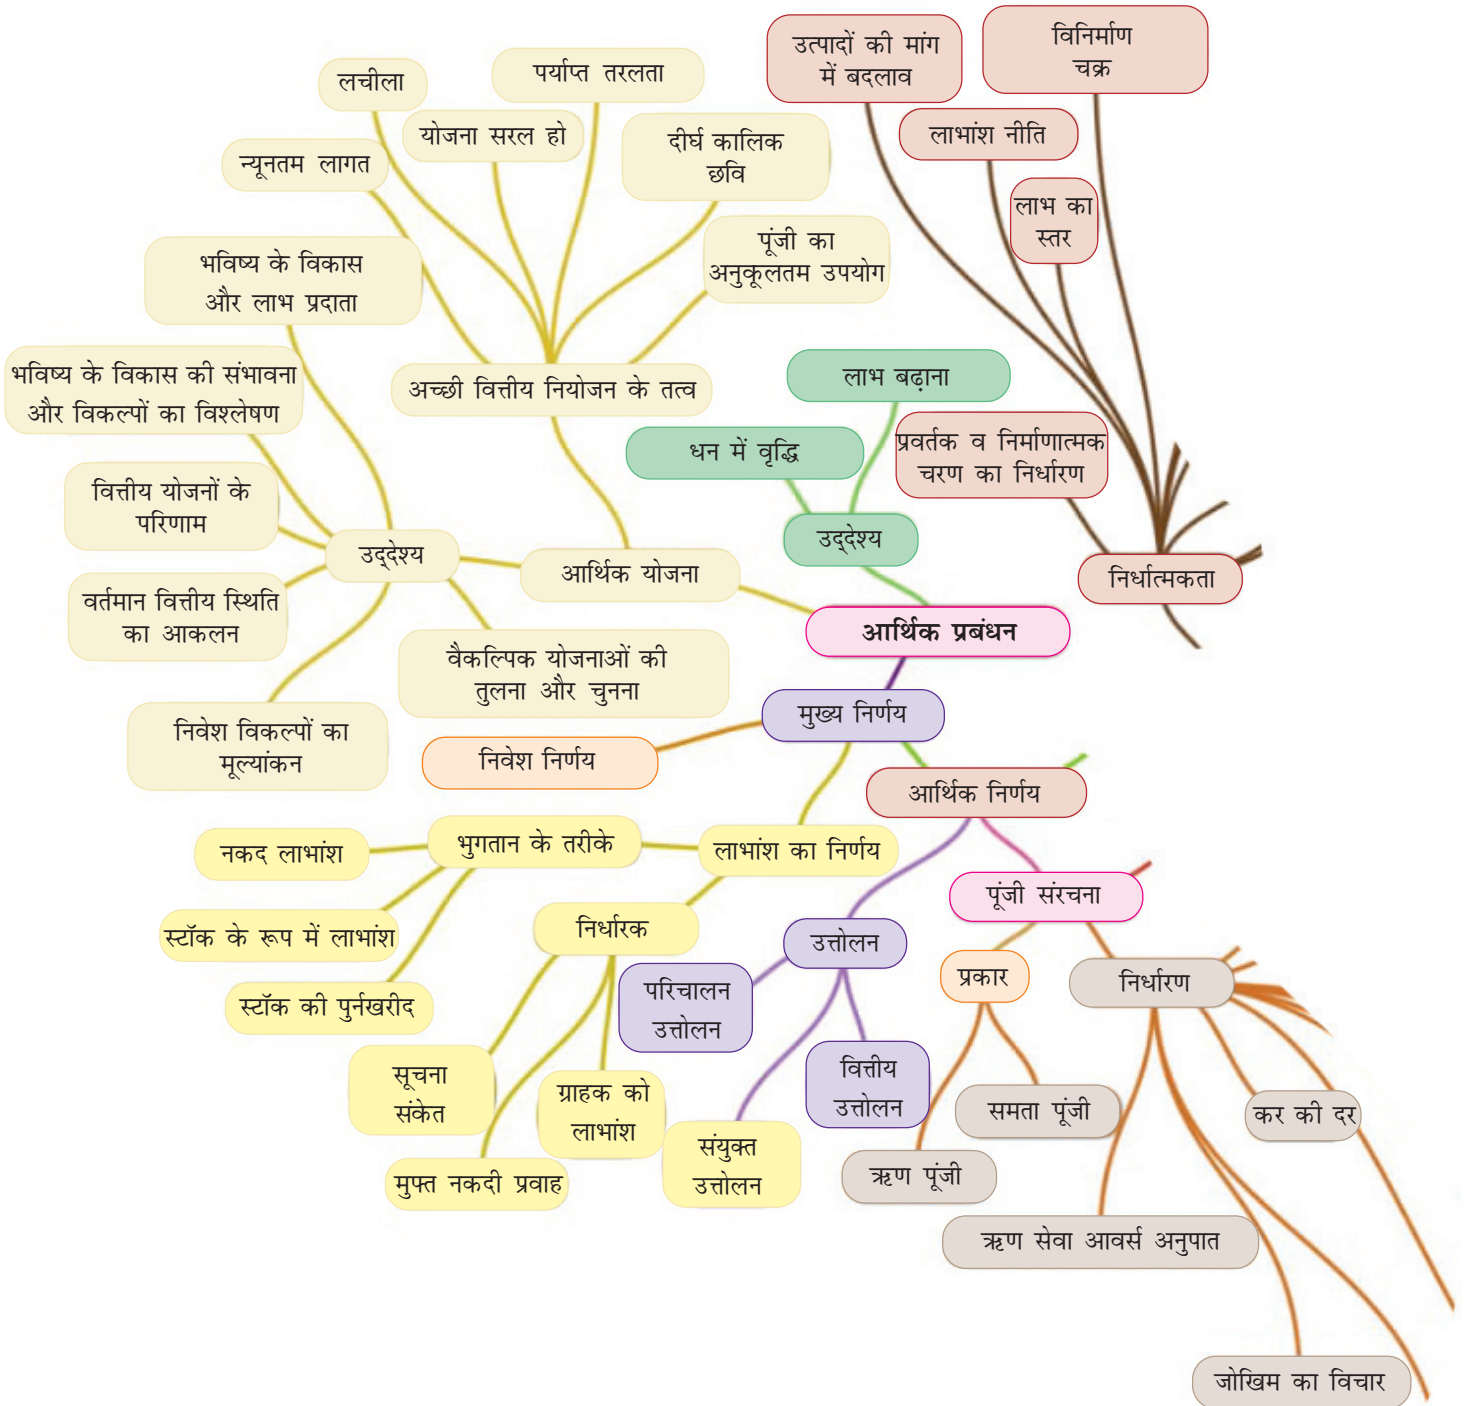 उत्पादों की मांग
में बदलाव
विनिर्माण
चक्र
लचीला
पर्याप्त तरलता
योजना सरल हो
लाभांश नीति
दीर्घ कालिक
छवि
न्यूनतम लागत
लाभ का
स्तर
पूंजी का
अनुकूलतम उपयोग
भविष्य के विकास
और लाभ प्रदाता
भविष्य के विकास की संभावना
और विकल्पों का विश्लेषण
अच्छी वित्तीय नियोजन के तत्व
लाभ बढ़ाना
धन में वृद्धि
प्रवर्तक व निर्माणात्मक
चरण का निर्धारण
वित्तीय योजनों के
परिणाम
उद्देश्य
उद्देश्य
आर्थिक योजना
निर्धात्मकता
वर्तमान वित्तीय स्थिति
का आकलन
आर्थिक प्रबंधन
वैकल्पिक योजनाओं की
तुलना और चुनना
निवेश विकल्पों का
मूल्यांकन
मुख्य निर्णय
निवेश निर्णय
आर्थिक निर्णय
नकद लाभांश
भुगतान के तरीके
लाभांश का निर्णय
पूंजी संरचना
स्टॉक के रूप में लाभांश
निर्धारक
उत्तोलन
प्रकार
निर्धारण
स्टॉक की पुर्नखरीद
परिचालन
उत्तोलन
सूचना
संकेत
ग्राहक को
लाभांश
वित्तीय
उत्तोलन
समता पूंजी
कर की दर
मुफ्त नकदी प्रवाह
संयुक्त
उत्तोलन
ऋण पूंजी
ऋण सेवा आवर्स अनुपात
जोखिम का विचार